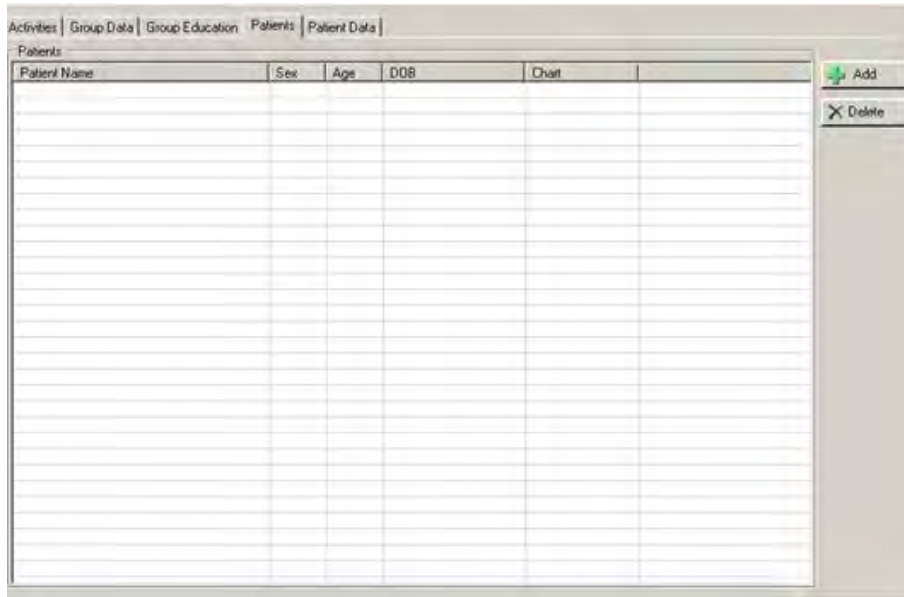 Activities Group Data Group Education Patients Patient Data
Patients
Patient Name Sex Age DOB Chart
Add
Delete